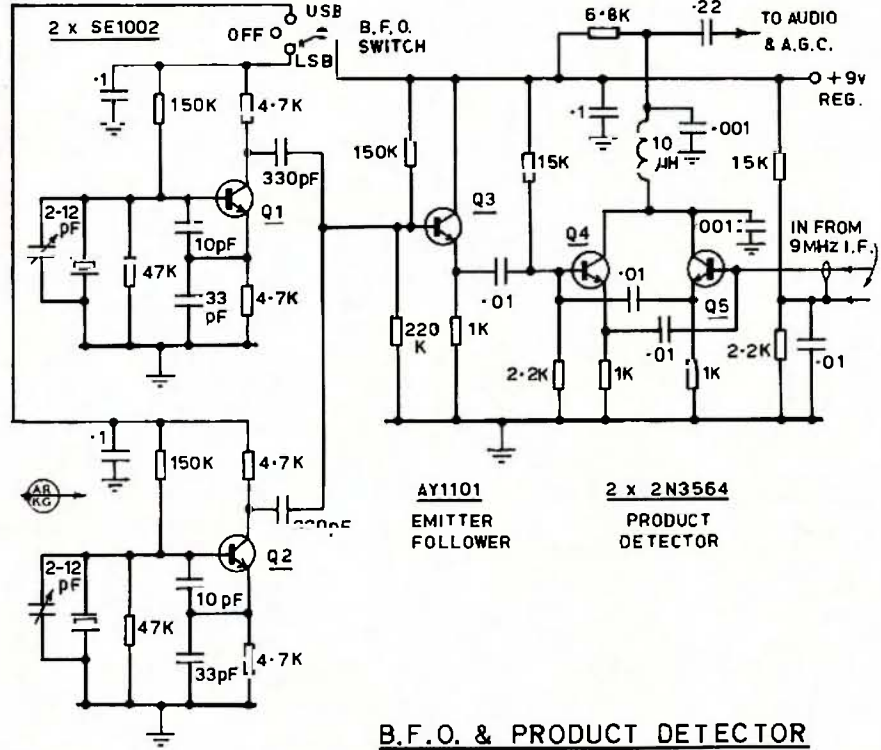 2 x SE1002
USB
OFF
LSB
B.F.O.
SWITCH
6·8K
·22
TO AUDIO
& A.G.C.
+9v
REG.
·1
150K
4·7K
330pF
Q1
2-12
pF
10pF
47K
33
pF
4·7K
150K
Q3
·01
220
K
1K
15K
·1
10
µH
·001
15K
Q4
·01
001
IN FROM
9MHz I.F.
Q5
·01
2·2K
1K
1K
2·2K
·01
·1
150K
4·7K
AR
KG
Q2
2-12
pF
10pF
47K
33pF
4·7K
AY1101
EMITTER
FOLLOWER
2 x 2N3564
PRODUCT
DETECTOR
B.F.O. & PRODUCT DETECTOR